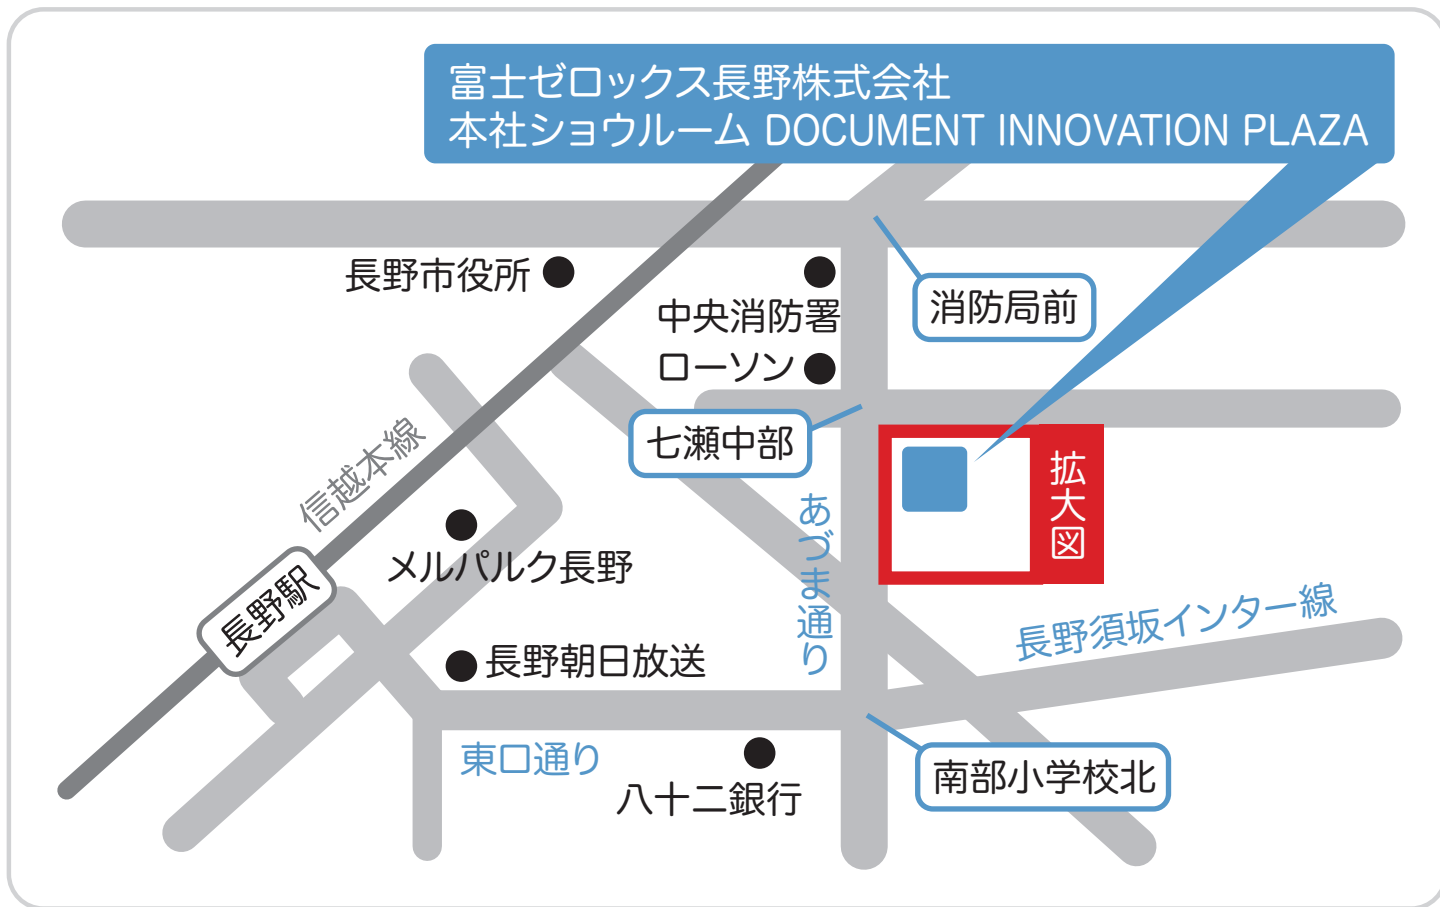 富士ゼロックス長野株式会社
本社ショウルーム DOCUMENT INNOVATION PLAZA
長野市役所
中央消防署
消防局前
ローソン
七瀬中部
拡大図
信越本線
あづま通り
メルパルク長野
長野駅
長野須坂インター線
長野朝日放送
東口通り
南部小学校北
八十二銀行